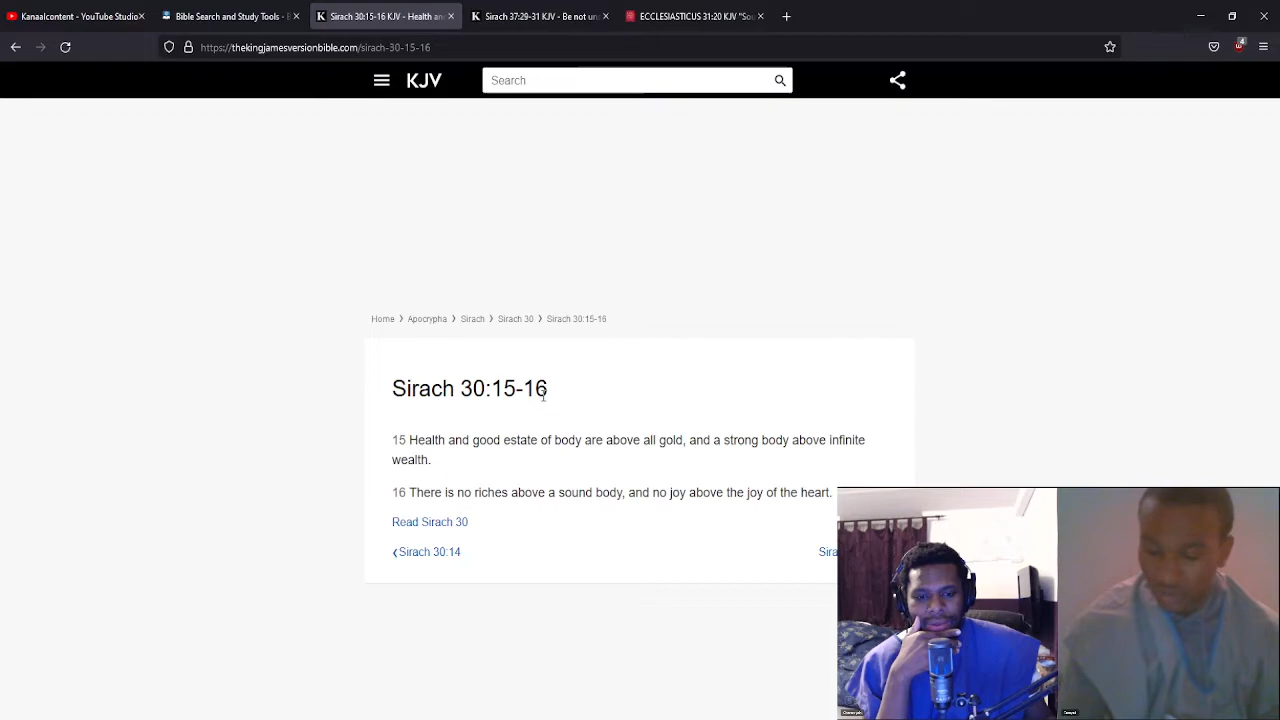 Kanaalcontent - YouTube Studio
Bible Search and Study Tools - B
Sirach 30:15-16 KJV - Health an
Sirach 37:29-31 KJV - Be not uns
ECCLESIASTICUS 31:20 KJV "Sou
https://thekingjamesversionbible.com/sirach-30-15-16
4
KJV
Search
Home › Apocrypha › Sirach › Sirach 30 › Sirach 30:15-16
Sirach 30:15-16
15 Health and good estate of body are above all gold, and a strong body above infinite
wealth.
16 There is no riches above a sound body, and no joy above the joy of the heart.
Read Sirach 30
‹Sirach 30:14
Sira